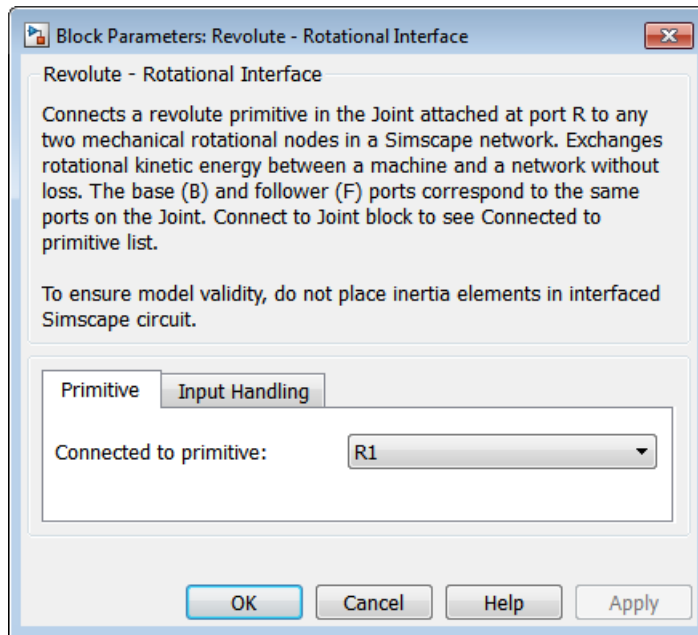 Block Parameters: Revolute - Rotational Interface
Revolute - Rotational Interface
Connects a revolute primitive in the Joint attached at port R to any
two mechanical rotational nodes in a Simscape network. Exchanges
rotational kinetic energy between a machine and a network without
loss. The base (B) and follower (F) ports correspond to the same
ports on the Joint. Connect to Joint block to see Connected to
primitive list.
To ensure model validity, do not place inertia elements in interfaced
Simscape circuit.
Primitive Input Handling
Connected to primitive: R1
OK Cancel Help Apply